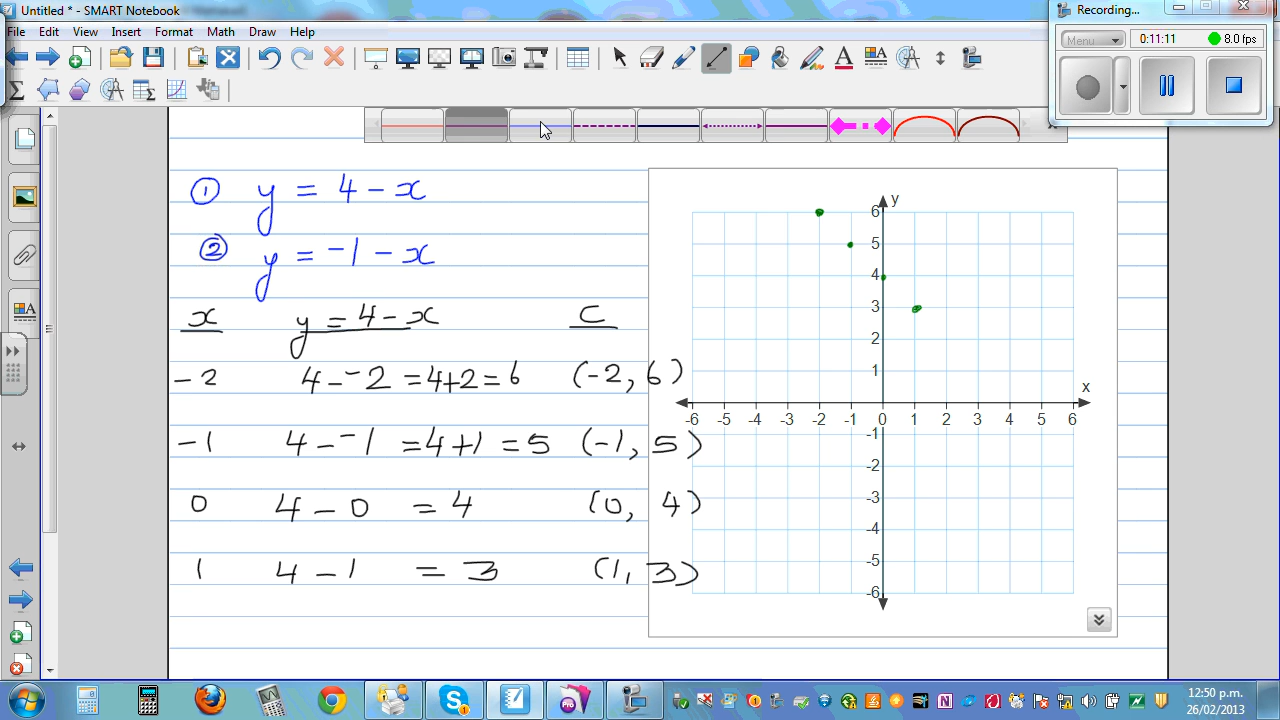 Untitled * - SMART Notebook
Recording...
File Edit View Insert Format Math Draw Help
Menu 0:11:11 8.0 fps
① y = 4 - x
② y = -1 - x
x y = 4 - x C
-2 4 - -2 = 4+2 = 6 (-2, 6)
-1 4 - -1 = 4+1 = 5 (-1, 5)
0 4 - 0 = 4 (0, 4)
1 4 - 1 = 3 (1, 3)
y
6
5
4
3
2
1
x
-6 -5 -4 -3 -2 -1 0 1 2 3 4 5 6
-1
-2
-3
-4
-5
-6
12:50 p.m.
26/02/2013